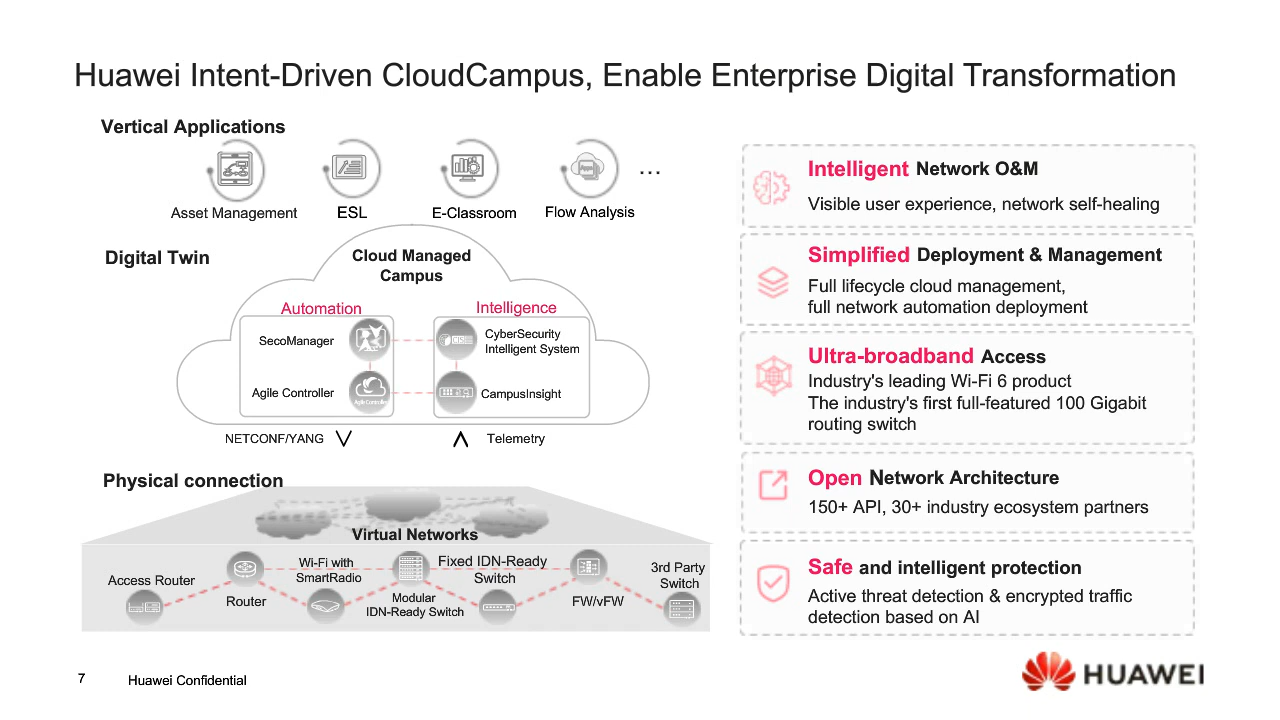 Huawei Intent-Driven CloudCampus, Enable Enterprise Digital Transformation
Vertical Applications
Asset Management
ESL
E-Classroom
Flow Analysis
...
Digital Twin
Cloud Managed
Campus
Automation
Intelligence
SecoManager
CyberSecurity
Intelligent System
Agile Controller
Agile Controller
CampusInsight
NETCONF/YANG
Telemetry
Physical connection
Virtual Networks
Access Router
Router
Wi-Fi with
SmartRadio
Modular
IDN-Ready Switch
Fixed IDN-Ready
Switch
FW/vFW
3rd Party
Switch
Intelligent Network O&M
Visible user experience, network self-healing
Simplified Deployment & Management
Full lifecycle cloud management,
full network automation deployment
Ultra-broadband Access
Industry's leading Wi-Fi 6 product
The industry's first full-featured 100 Gigabit
routing switch
Open Network Architecture
150+ API, 30+ industry ecosystem partners
Safe and intelligent protection
Active threat detection & encrypted traffic
detection based on AI
7
Huawei Confidential
HUAWEI